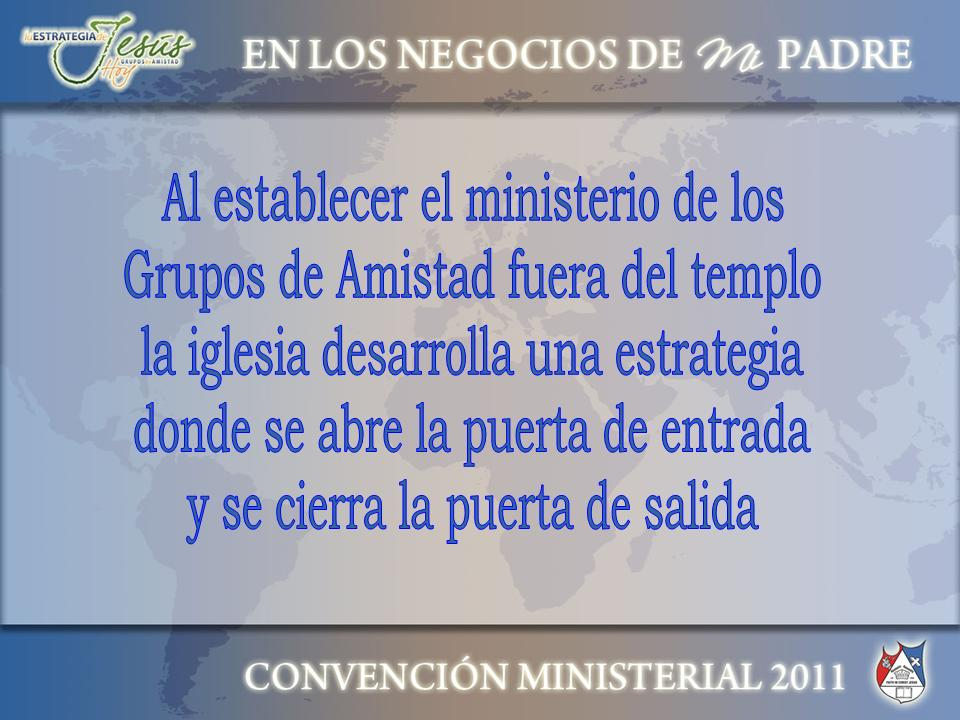 la ESTRATEGIA de
Jesús
Hoy
GRUPOS de AMISTAD
EN LOS NEGOCIOS DE Mi PADRE
Al establecer el ministerio de los
Grupos de Amistad fuera del templo
la iglesia desarrolla una estrategia
donde se abre la puerta de entrada
y se cierra la puerta de salida
CONVENCIÓN MINISTERIAL 2011